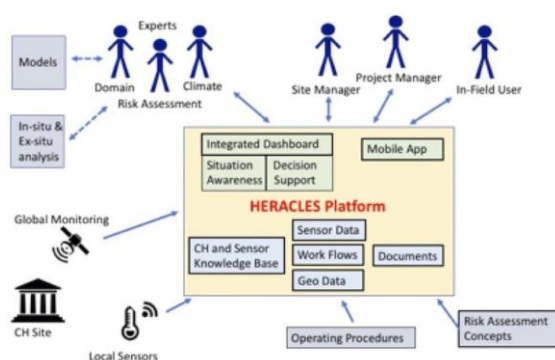 Experts
Models
Domain
Climate
Risk Assessment
Site Manager
Project Manager
In-Field User
In-situ &
Ex-situ
analysis
Integrated Dashboard
Situation
Awareness
Decision
Support
Mobile App
HERACLES Platform
Global Monitoring
Sensor Data
CH and Sensor
Knowledge Base
Work Flows
Documents
Geo Data
CH Site
Local Sensors
Operating Procedures
Risk Assessment
Concepts